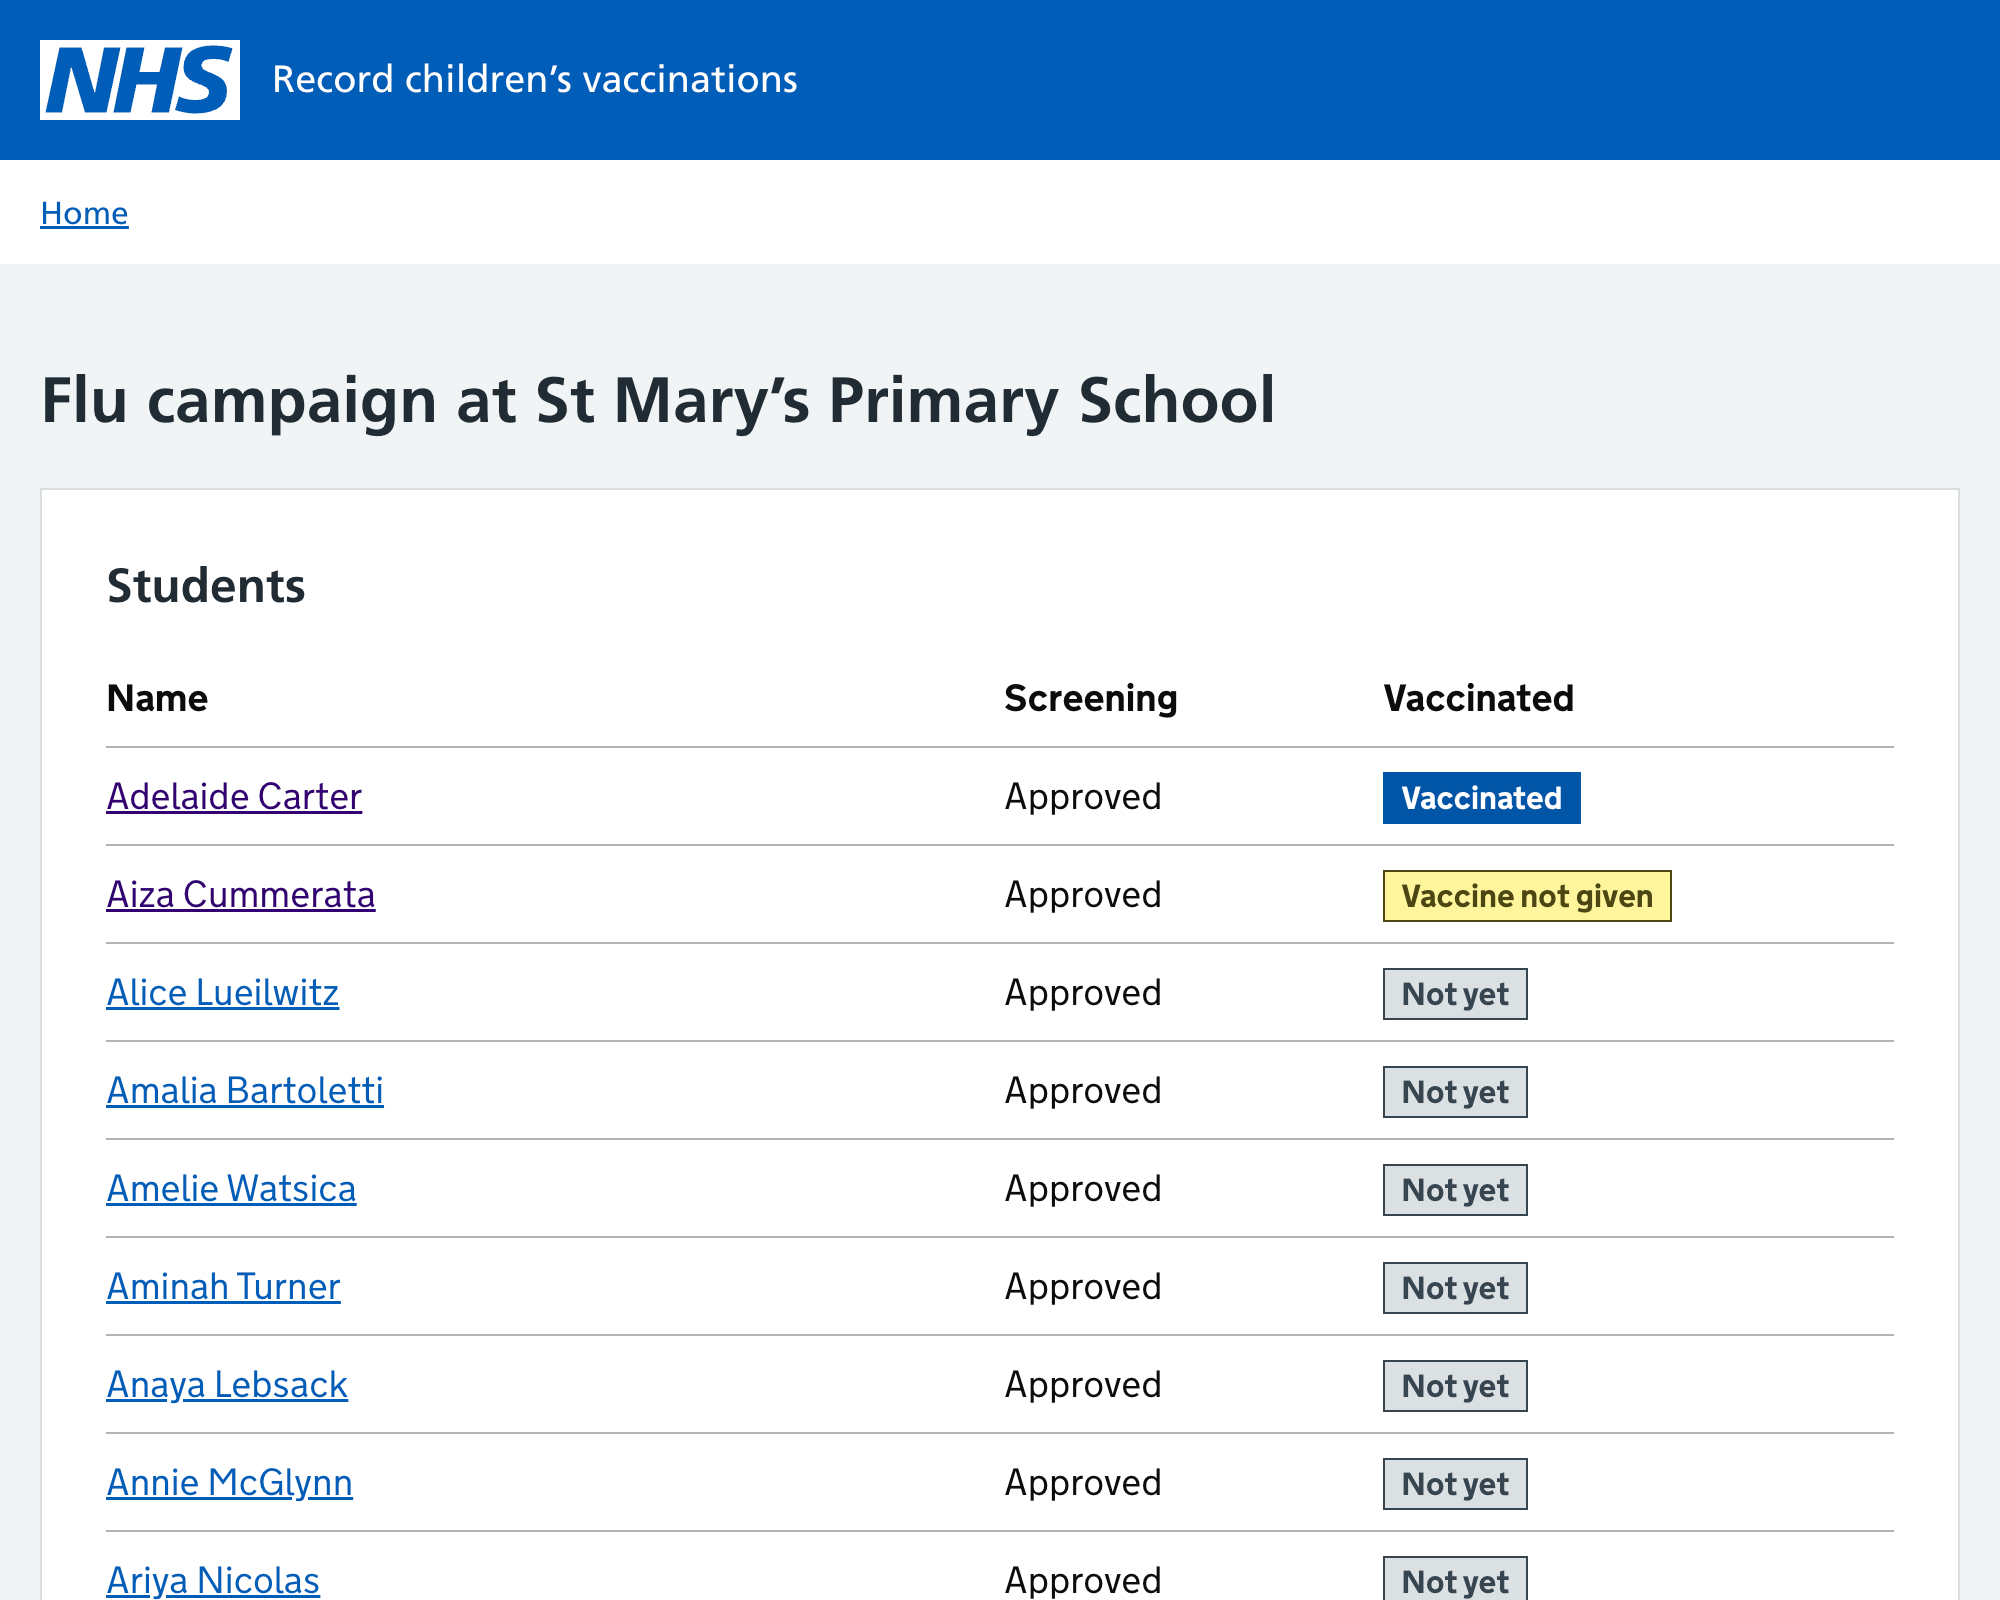 NHS Record children’s vaccinations
Home
Flu campaign at St Mary’s Primary School
Students
Name Screening Vaccinated
Adelaide Carter Approved Vaccinated
Aiza Cummerata Approved Vaccine not given
Alice Lueilwitz Approved Not yet
Amalia Bartoletti Approved Not yet
Amelie Watsica Approved Not yet
Aminah Turner Approved Not yet
Anaya Lebsack Approved Not yet
Annie McGlynn Approved Not yet
Ariya Nicolas Approved Not yet